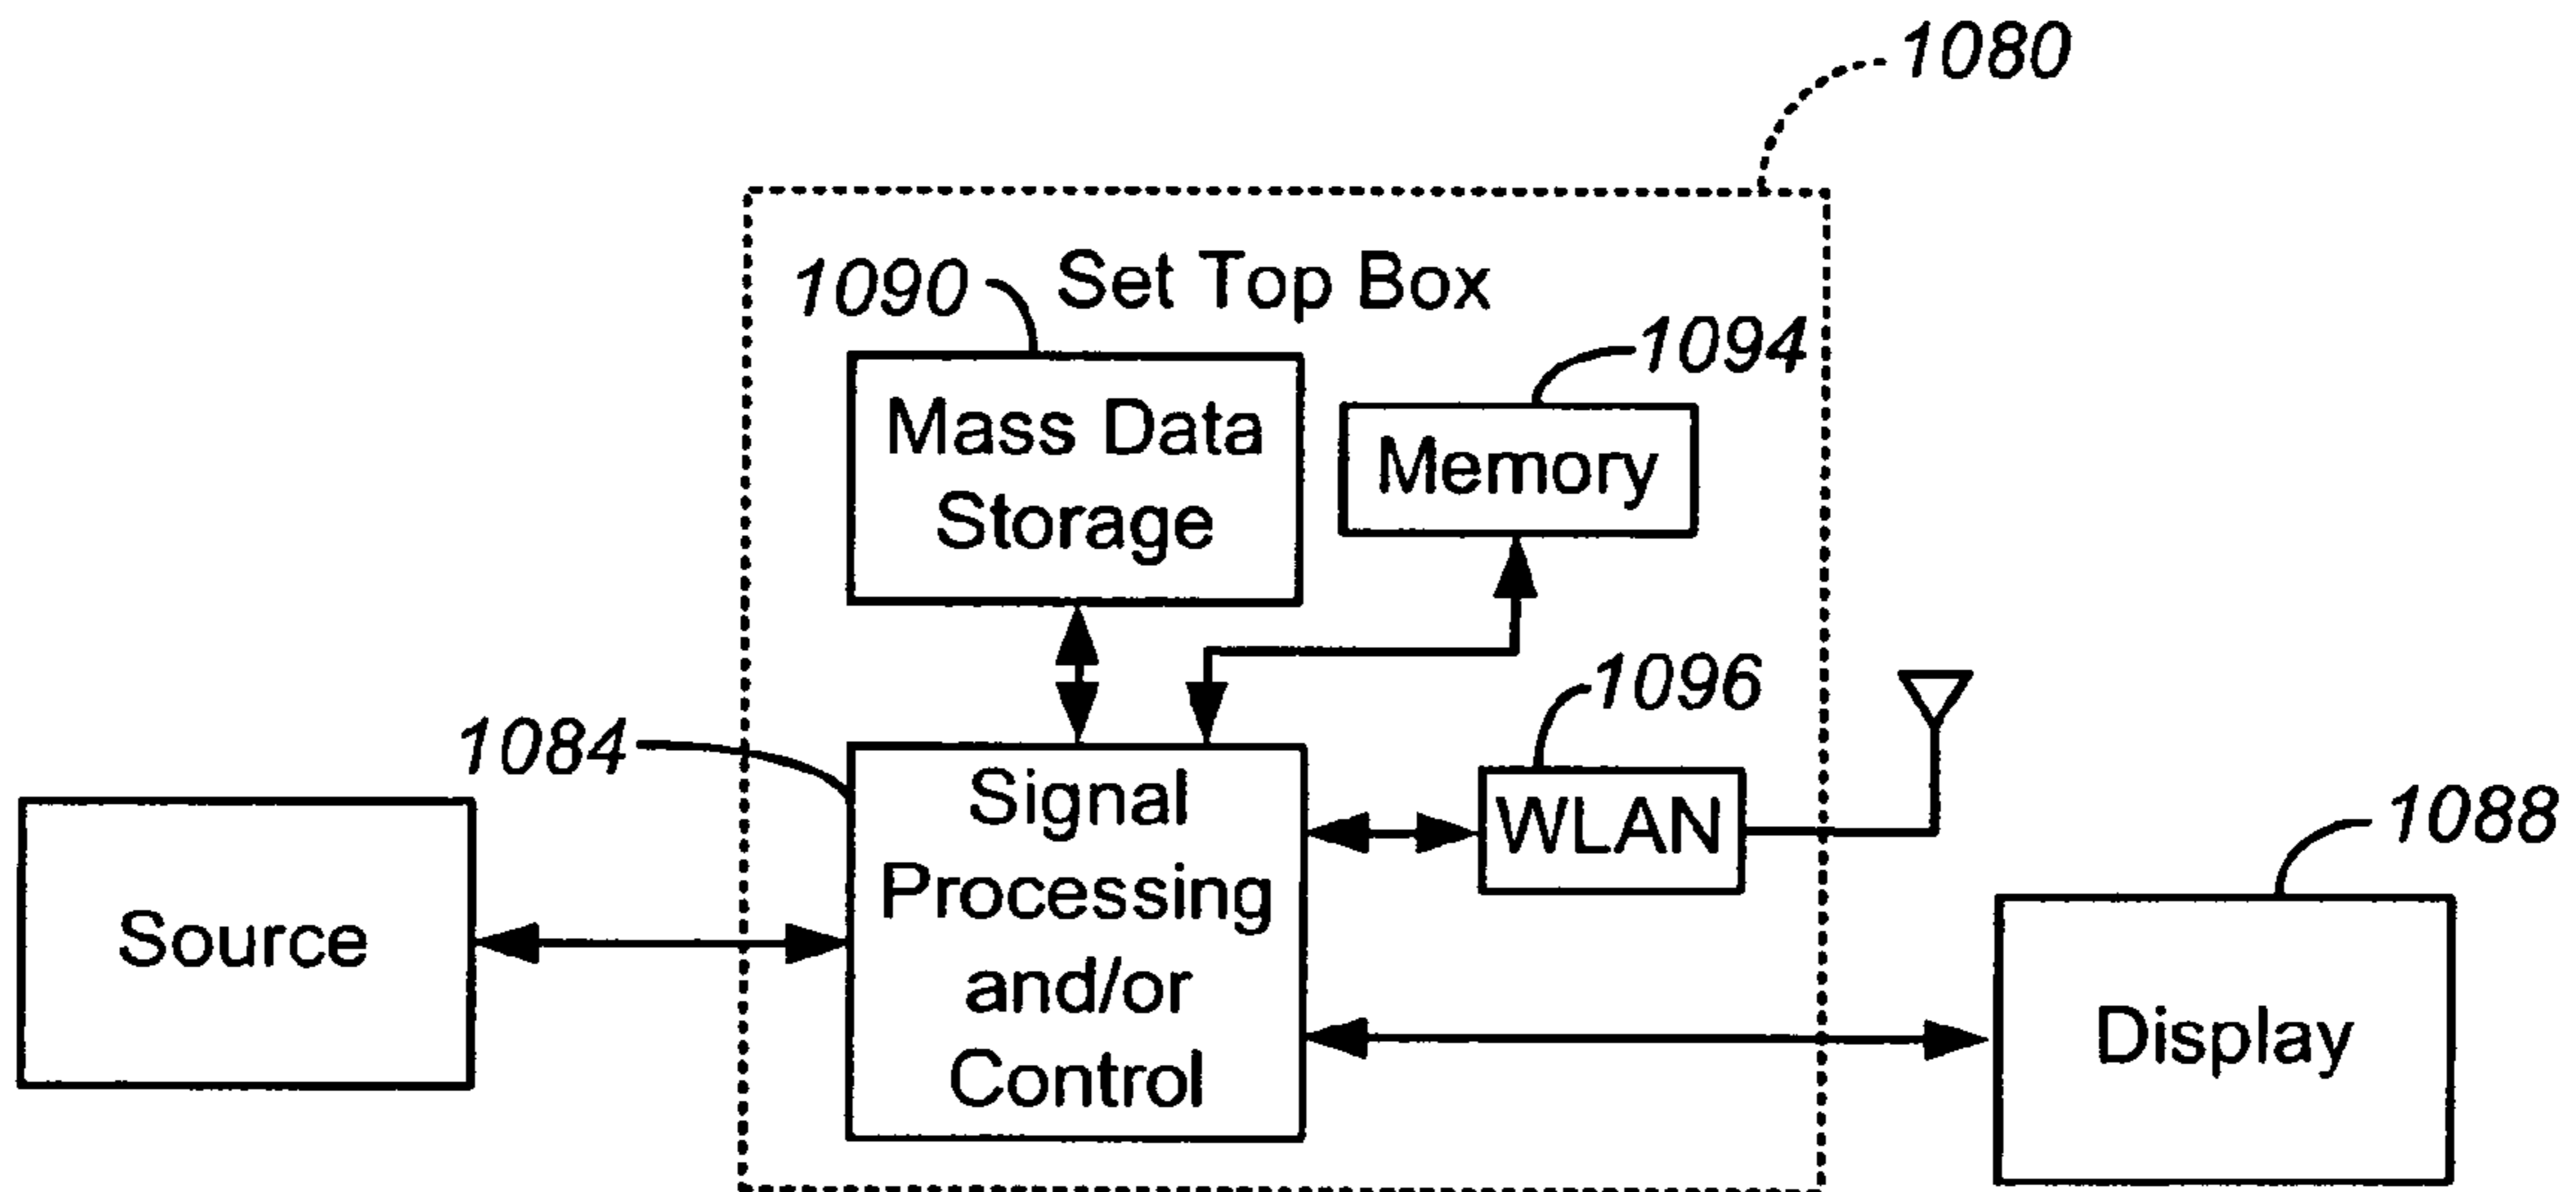 1080
Set Top Box
1090
1094
Mass Data
Storage
Memory
1096
1084
Signal
Processing
and/or
Control
WLAN
1088
Source
Display